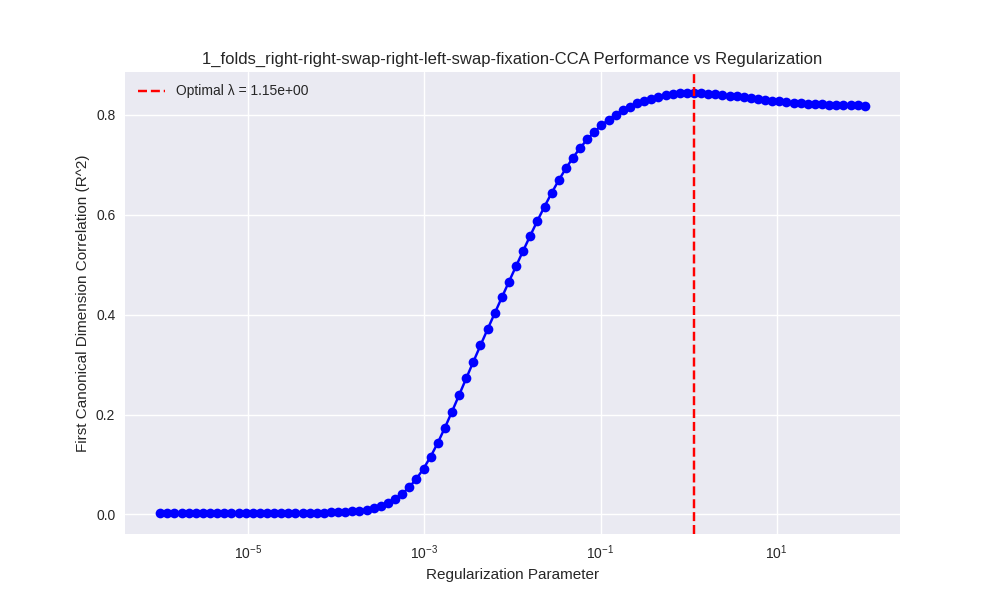 1_folds_right-right-swap-right-left-swap-fixation-CCA Performance vs Regularization
Optimal λ = 1.15e+00
First Canonical Dimension Correlation (R^2)
0.8
0.6
0.4
0.2
0.0
10⁻⁵ 10⁻³ 10⁻¹ 10¹
Regularization Parameter